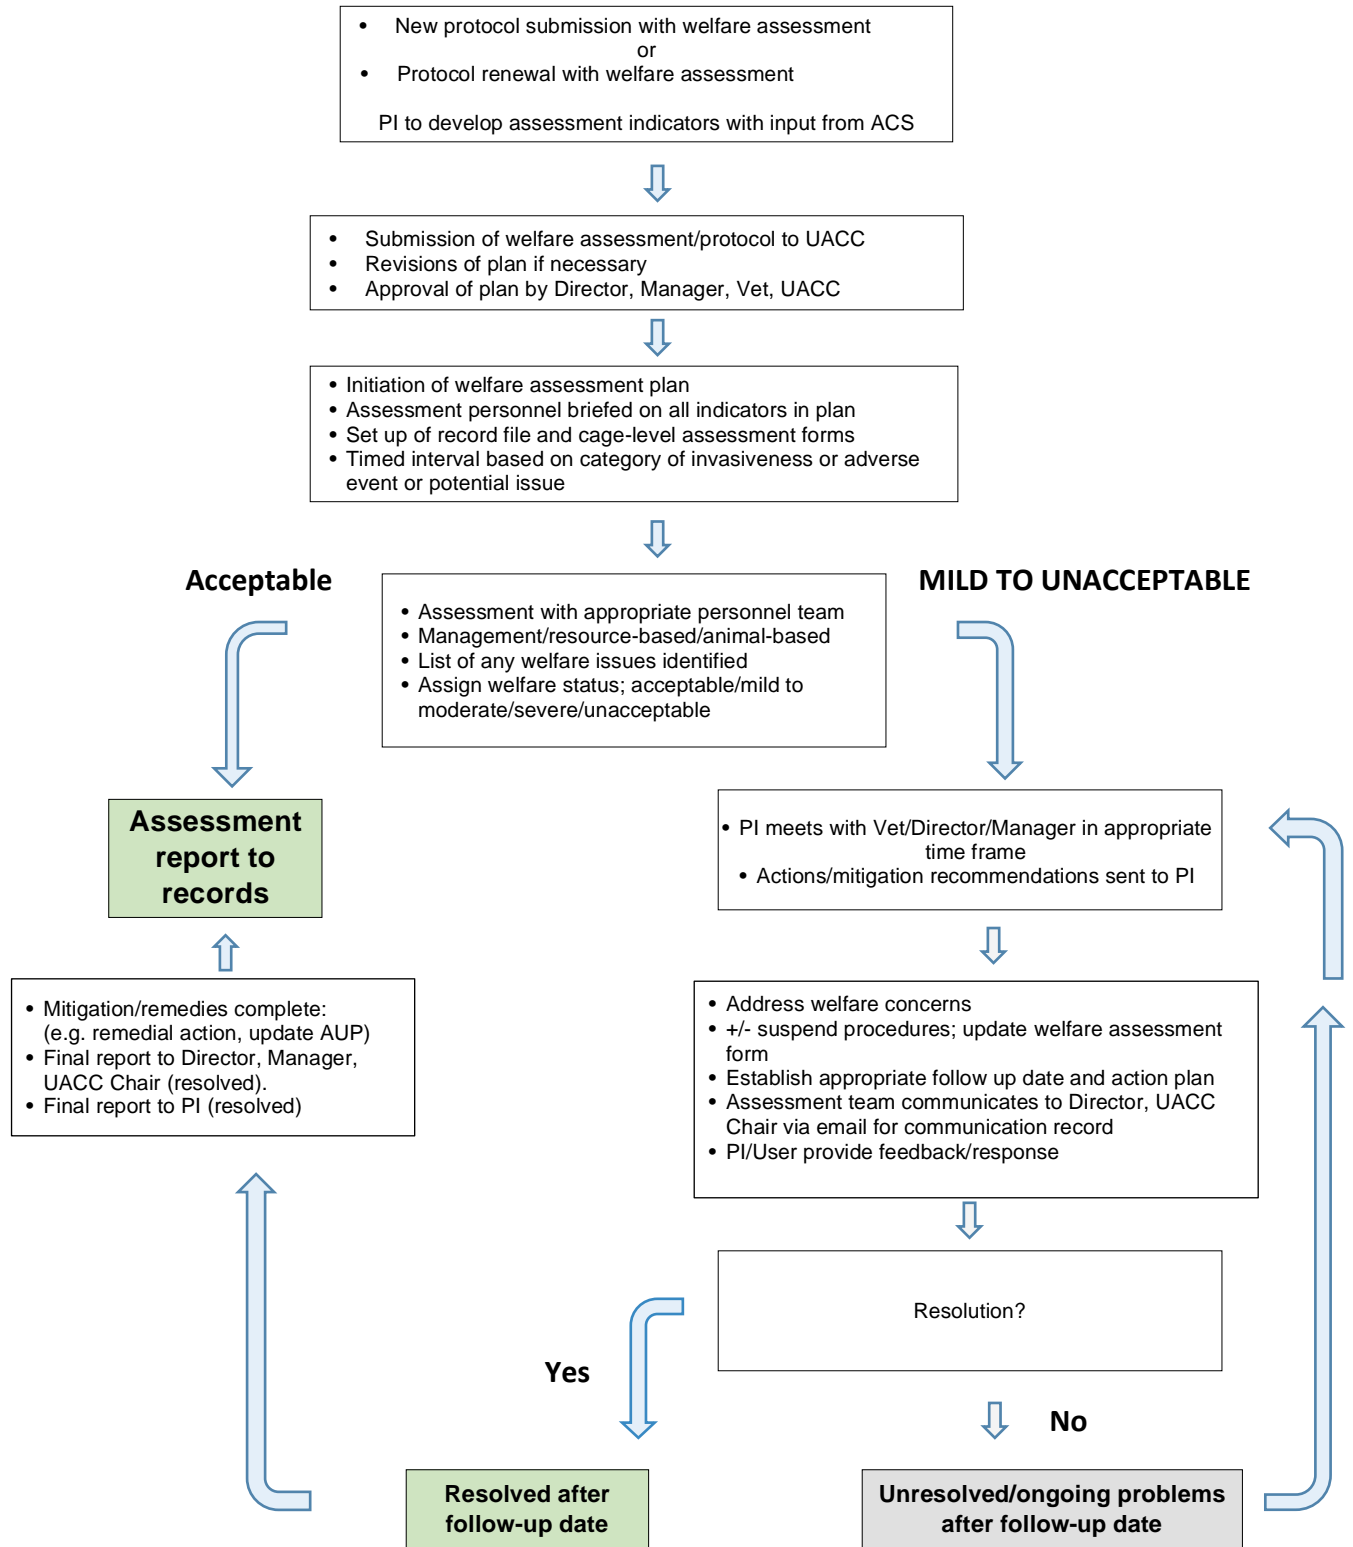 • New protocol submission with welfare assessment
or
• Protocol renewal with welfare assessment
PI to develop assessment indicators with input from ACS
• Submission of welfare assessment/protocol to UACC
• Revisions of plan if necessary
• Approval of plan by Director, Manager, Vet, UACC
• Initiation of welfare assessment plan
• Assessment personnel briefed on all indicators in plan
• Set up of record file and cage-level assessment forms
• Timed interval based on category of invasiveness or adverse
event or potential issue
Acceptable
MILD TO UNACCEPTABLE
• Assessment with appropriate personnel team
• Management/resource-based/animal-based
• List of any welfare issues identified
• Assign welfare status; acceptable/mild to
moderate/severe/unacceptable
Assessment
report to
records
• PI meets with Vet/Director/Manager in appropriate
time frame
• Actions/mitigation recommendations sent to PI
• Mitigation/remedies complete:
(e.g. remedial action, update AUP)
• Final report to Director, Manager,
UACC Chair (resolved).
• Final report to PI (resolved)
• Address welfare concerns
• +/- suspend procedures; update welfare assessment
form
• Establish appropriate follow up date and action plan
• Assessment team communicates to Director, UACC
Chair via email for communication record
• PI/User provide feedback/response
Resolution?
Yes
No
Resolved after
follow-up date
Unresolved/ongoing problems
after follow-up date